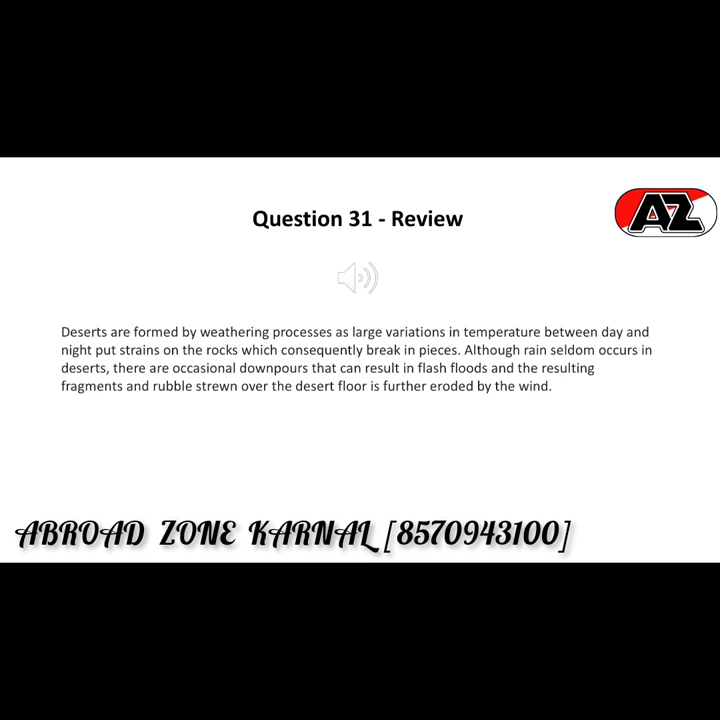 Question 31 - Review
AZ
Deserts are formed by weathering processes as large variations in temperature between day and
night put strains on the rocks which consequently break in pieces. Although rain seldom occurs in
deserts, there are occasional downpours that can result in flash floods and the resulting
fragments and rubble strewn over the desert floor is further eroded by the wind.
ABROAD ZONE KARNAL [8570943100]